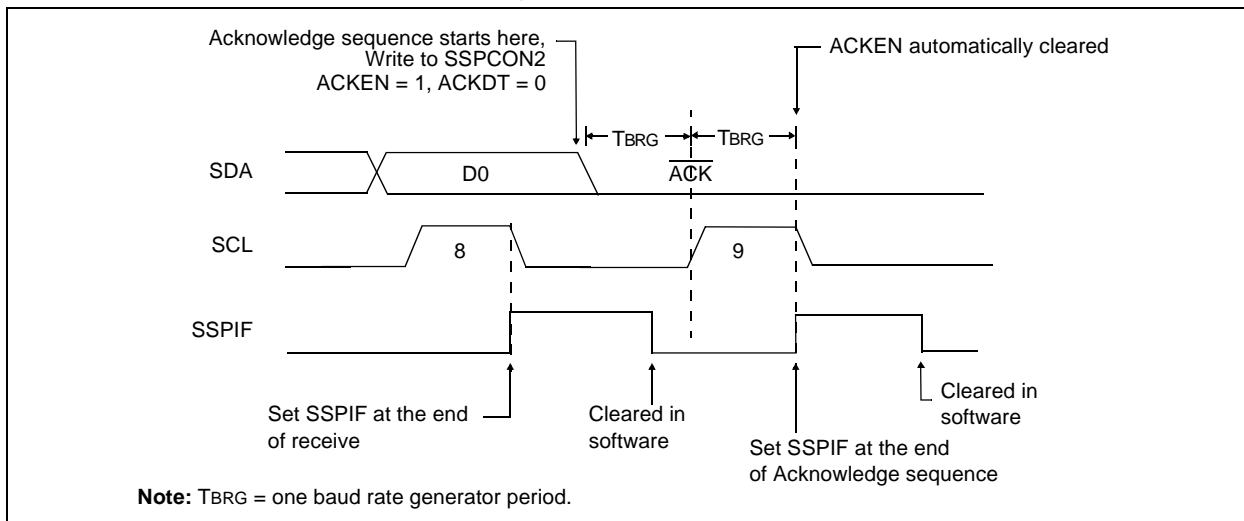 Acknowledge sequence starts here,
Write to SSPCON2
ACKEN = 1, ACKDT = 0
ACKEN automatically cleared
TBRG
TBRG
SDA
D0
ACK
SCL
8
9
SSPIF
Set SSPIF at the end
of receive
Cleared in
software
Set SSPIF at the end
of Acknowledge sequence
Cleared in
software
Note: TBRG = one baud rate generator period.